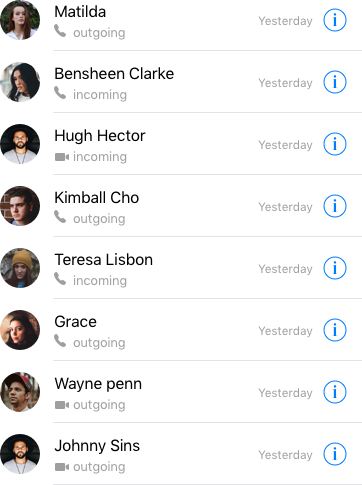 Matilda
outgoing
Yesterday
Bensheen Clarke
incoming
Yesterday
Hugh Hector
incoming
Yesterday
Kimball Cho
outgoing
Yesterday
Teresa Lisbon
incoming
Yesterday
Grace
outgoing
Yesterday
Wayne penn
outgoing
Yesterday
Johnny Sins
outgoing
Yesterday